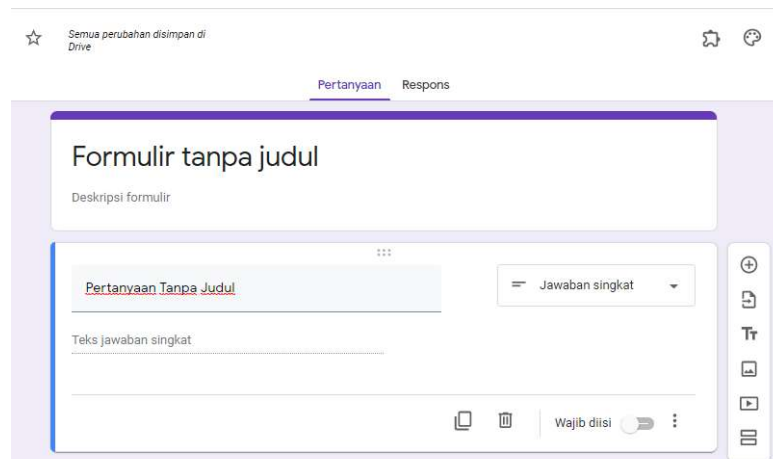 Semua perubahan disimpan di
Drive
Pertanyaan Respons
Formulir tanpa judul
Deskripsi formulir
Pertanyaan Tanpa Judul
Jawaban singkat
Teks jawaban singkat
Wajib diisi
Tт